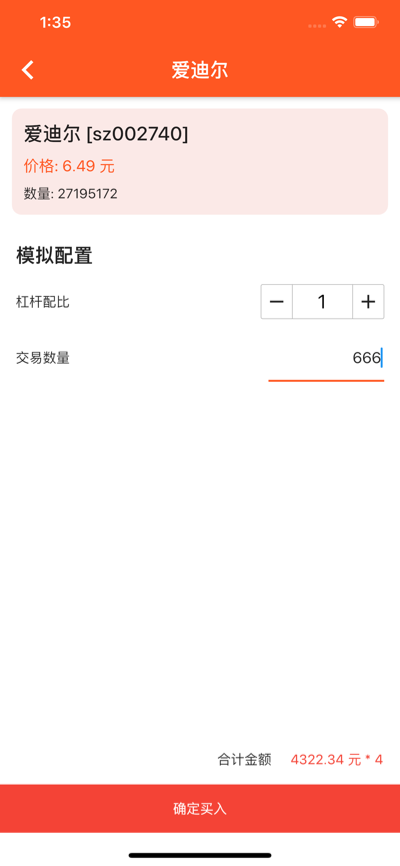 1:35
爱迪尔
爱迪尔 [sz002740]
价格: 6.49 元
数量: 27195172
模拟配置
杠杆配比
1
交易数量
666
合计金额 4322.34 元 * 4
确定买入